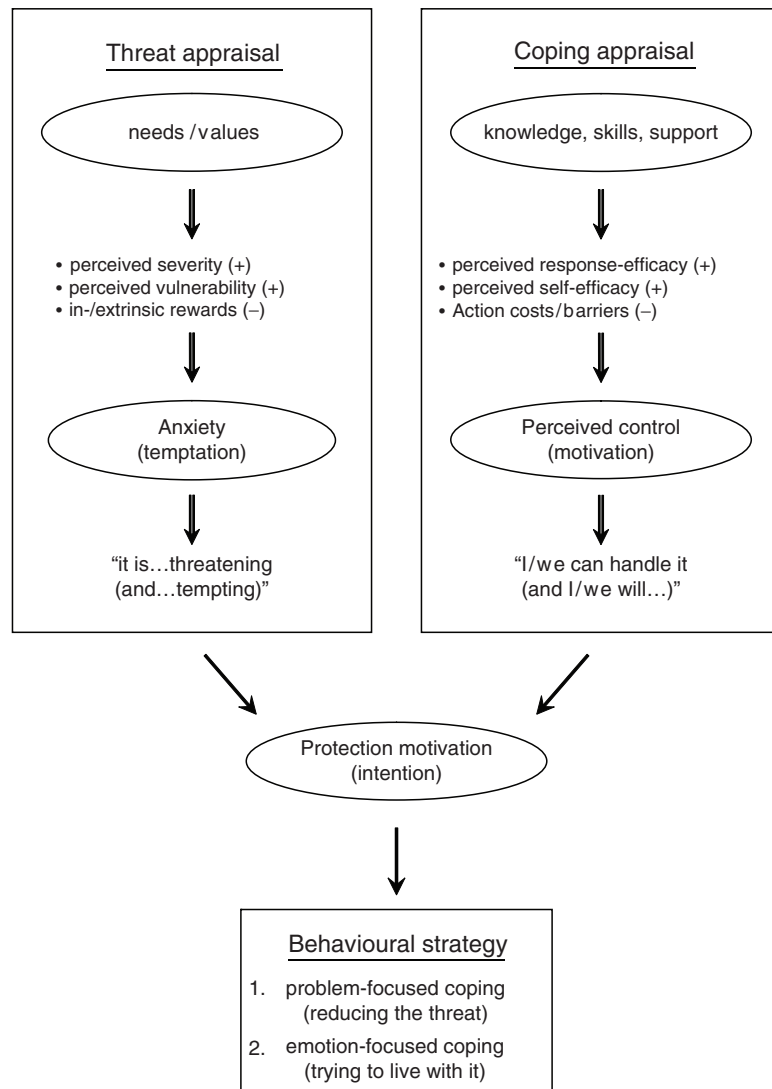 Threat appraisal
needs /values
• perceived severity (+)
• perceived vulnerability (+)
• in-/extrinsic rewards (–)
Anxiety
(temptation)
“it is…threatening
(and…tempting)”
Coping appraisal
knowledge, skills, support
• perceived response-efficacy (+)
• perceived self-efficacy (+)
• Action costs/barriers (–)
Perceived control
(motivation)
“I/we can handle it
(and I/we will…)”
Protection motivation
(intention)
Behavioural strategy
1. problem-focused coping
(reducing the threat)
2. emotion-focused coping
(trying to live with it)